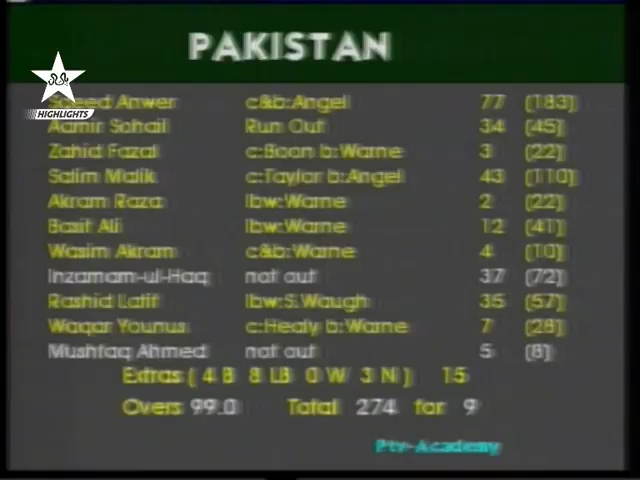 PAKISTAN
HIGHLIGHTS
Saeed Anwer c&b:Angel 77 (183)
Aamir Sohail Run Out 34 (45)
Zahid Fazal c:Boon b:Warne 3 (22)
Salim Malik c:Taylor b:Angel 43 (110)
Akram Raza lbw:Warne 2 (22)
Basit Ali lbw:Warne 12 (41)
Wasim Akram c&b:Warne 4 (10)
Inzamam-ul-Haq not out 37 (72)
Rashid Latif lbw:S.Waugh 35 (57)
Waqar Younus c:Healy b:Warne 7 (28)
Mushtaq Ahmed not out 5 (8)
Extras ( 4 B 8 LB 0 W 3 N ) 15
Overs 99.0 Total 274 for 9
Ptv-Academy